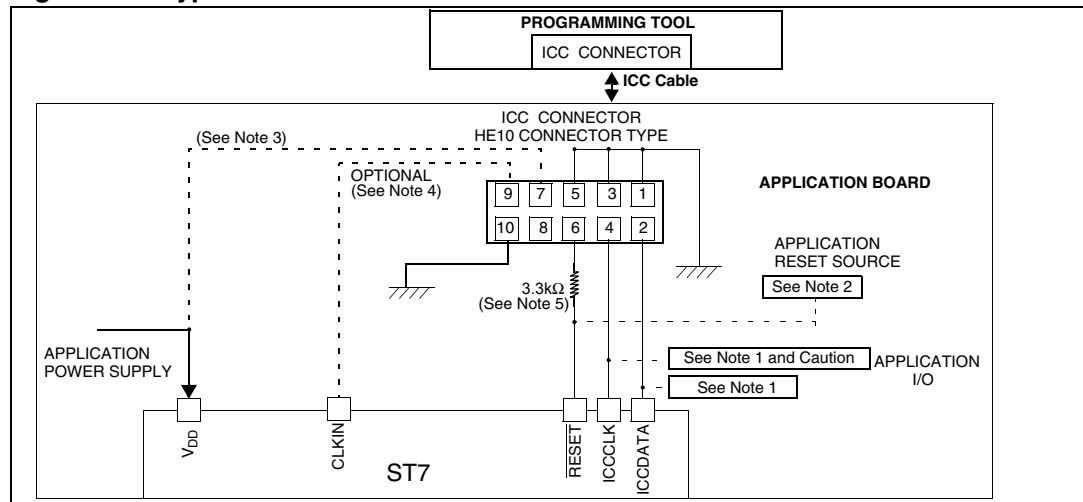 PROGRAMMING TOOL
ICC CONNECTOR
ICC Cable
ICC CONNECTOR
HE10 CONNECTOR TYPE
(See Note 3)
OPTIONAL
(See Note 4)
9 7 5 3 1
10 8 6 4 2
APPLICATION BOARD
APPLICATION
RESET SOURCE
See Note 2
3.3kΩ
(See Note 5)
APPLICATION
POWER SUPPLY
See Note 1 and Caution
See Note 1
APPLICATION
I/O
VDD
CLKIN
RESET
ICCCLK
ICCDATA
ST7